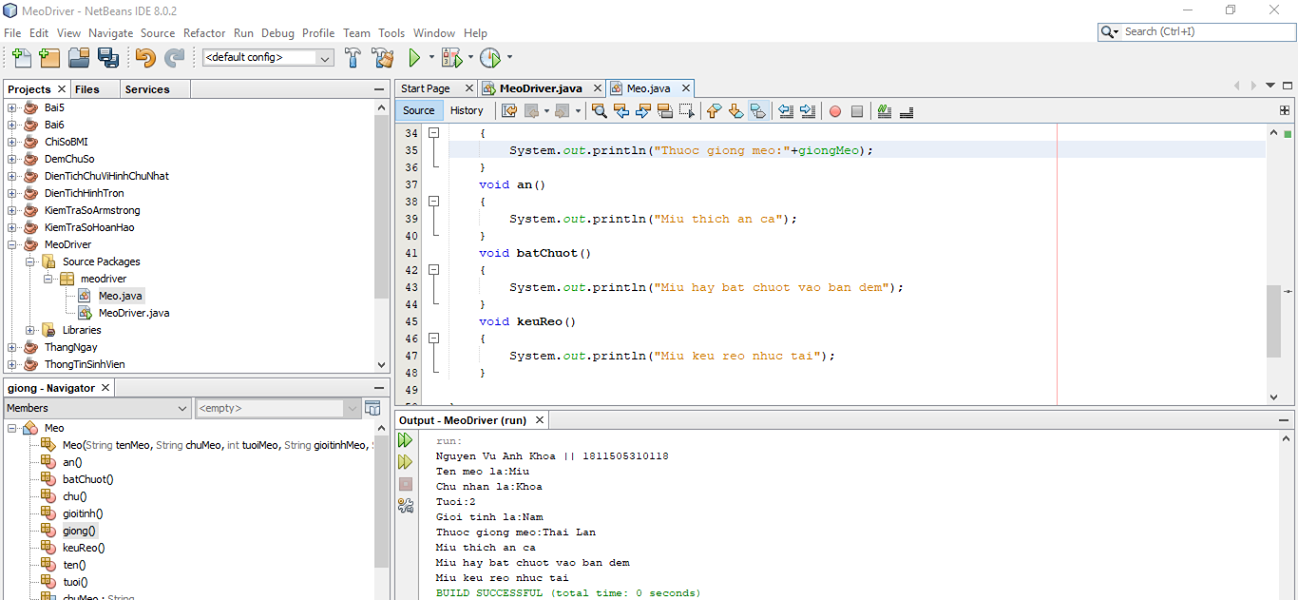 MeoDriver - NetBeans IDE 8.0.2
File Edit View Navigate Source Refactor Run Debug Profile Team Tools Window Help
Search (Ctrl+I)
<default config>
Projects Files Services
Bai5
Bai6
ChiSoBMI
DemChuSo
DienTichChuViHinhChuNhat
DienTichHinhTron
KiemTraSoArmstrong
KiemTraSoHoanHao
MeoDriver
Source Packages
meodriver
Meo.java
MeoDriver.java
Libraries
ThangNgay
ThongTinSinhVien
giong - Navigator
Members <empty>
Meo
Meo(String tenMeo, String chuMeo, int tuoiMeo, String gioitinhMeo,
an()
batChuot()
chu()
gioitinh()
giong()
keuReo()
ten()
tuoi()
chuMeo : String
Start Page MeoDriver.java Meo.java
Source History
34 {
35 System.out.println("Thuoc giong meo:"+giongMeo);
36 }
37 void an()
38 {
39 System.out.println("Miu thich an ca");
40 }
41 void batChuot()
42 {
43 System.out.println("Miu hay bat chuot vao ban dem");
44 }
45 void keuReo()
46 {
47 System.out.println("Miu keu reo nhuc tai");
48 }
49
Output - MeoDriver (run)
run:
Nguyen Vu Anh Khoa || 1811505310118
Ten meo la:Miu
Chu nhan la:Khoa
Tuoi:2
Gioi tinh la:Nam
Thuoc giong meo:Thai Lan
Miu thich an ca
Miu hay bat chuot vao ban dem
Miu keu reo nhuc tai
BUILD SUCCESSFUL (total time: 0 seconds)